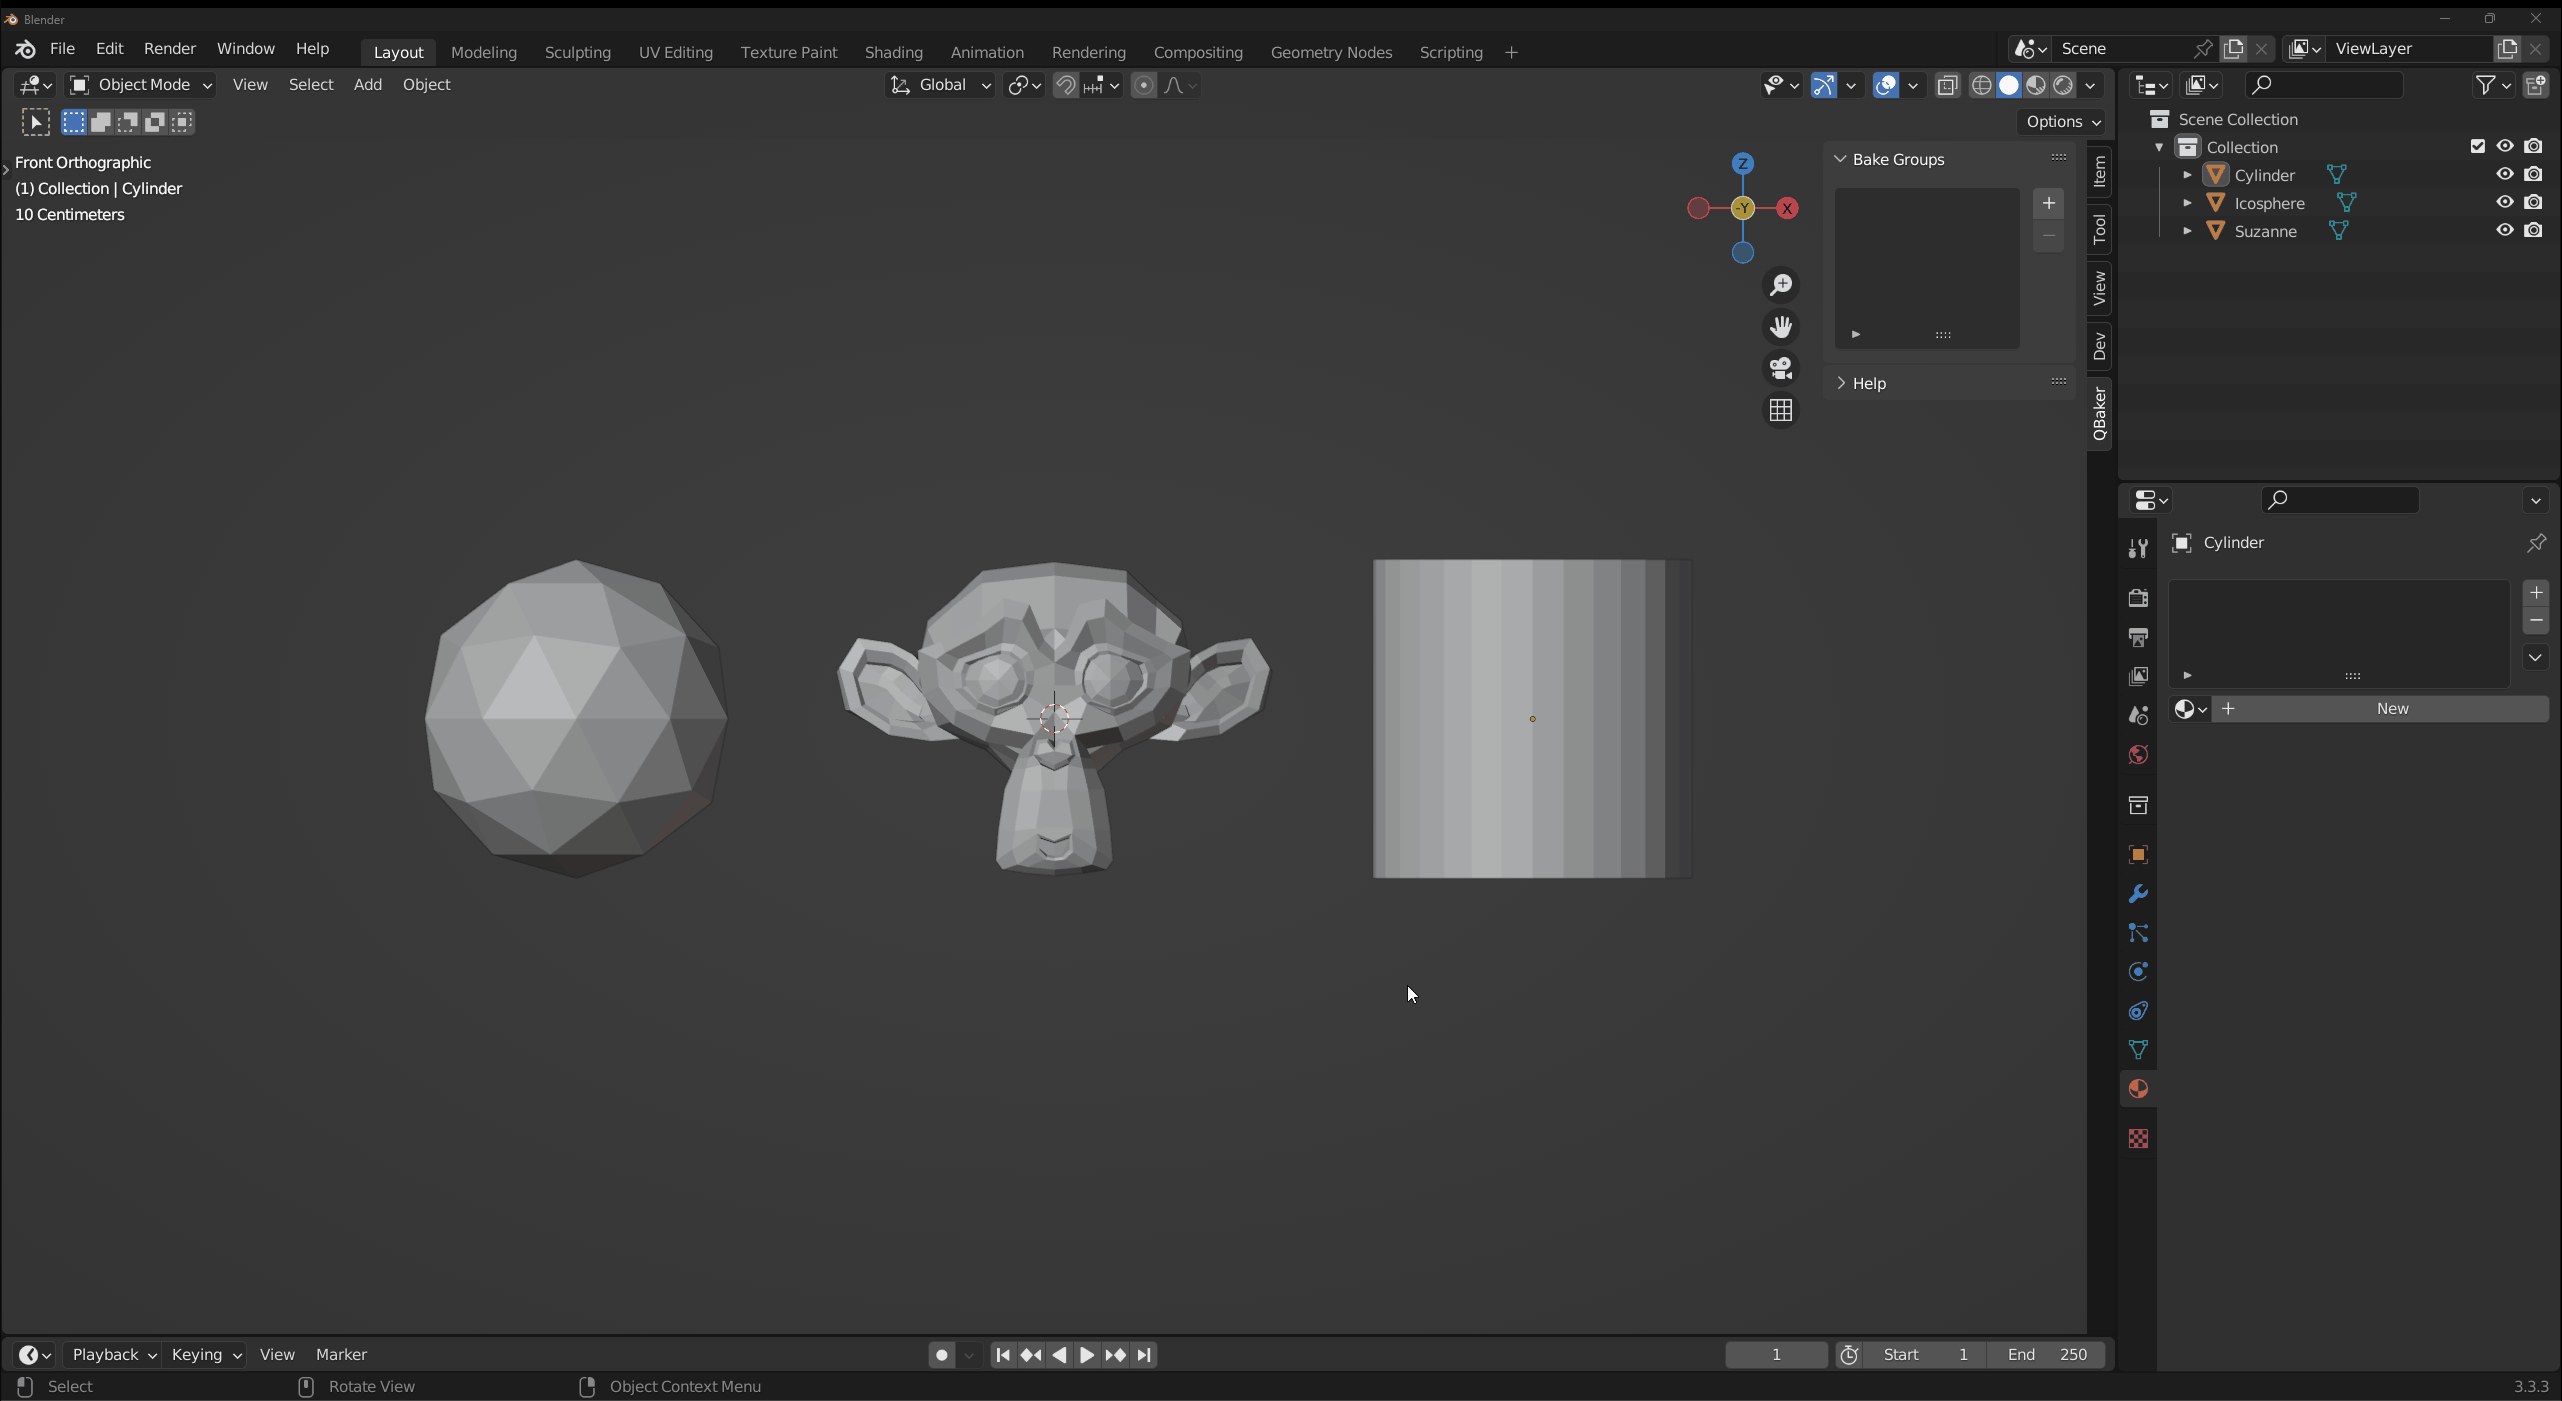 Blender
File Edit Render Window Help Layout Modeling Sculpting UV Editing Texture Paint Shading Animation Rendering Compositing Geometry Nodes Scripting + Scene ViewLayer
Object Mode View Select Add Object Global
Options
Front Orthographic
(1) Collection | Cylinder
10 Centimeters
Z
-Y X
Bake Groups
Help
Item
Tool
View
Dev
QBaker
Scene Collection
Collection
Cylinder
Icosphere
Suzanne
Cylinder
New
Playback Keying View Marker 1 Start 1 End 250
Select Rotate View Object Context Menu 3.3.3